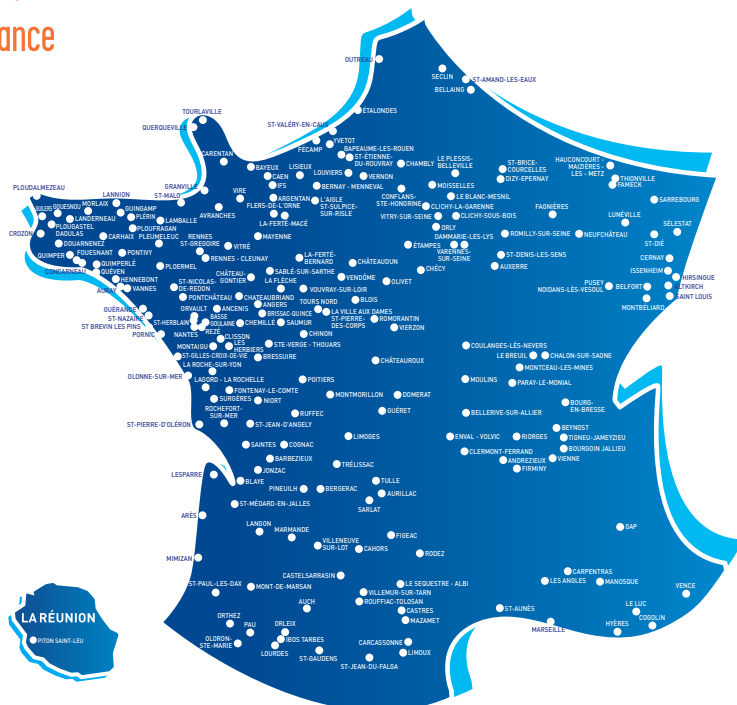 ance
OUTREAU
SECLIN
ST-AMAND-LES-EAUX
BELLAING
ÉTALONDES
TOURLAVILLE
QUERQUEVILLE
ST-VALÉRY-EN-CAUX
FÉCAMP
YVETOT
BAPEAUME-LES-ROUEN
ST-ÉTIENNE-
DU-ROUVRAY
CARENTAN
BAYEUX
CAEN
IFS
LISIEUX
LOUVIERS
VERNON
CHAMBLY
LE PLESSIS-
BELLEVILLE
ST-BRICE-
COURCELLES
DIZY-EPERNAY
HAUCONCOURT -
MAIZIÈRES -
LES - METZ
THIONVILLE
FAMECK
SARREBOURG
PLOUDALMEZEAU
LANNION
GRANVILLE
ST-MALO
VIRE
ARGENTAN
FLERS-DE-L'ORNE
BERNAY - MENNEVAL
L'AIGLE
ST-SULPICE-
SUR-RISLE
CONFLANS-
STE-HONORINE
MOISSELLES
LE BLANC-MESNIL
CLICHY-LA-GARENNE
VITRY-SUR-SEINE
CLICHY-SOUS-BOIS
FAGNIÈRES
LUNÉVILLE
SÉLESTAT
GOUESNOU
MORLAIX
GUINGAMP
PLÉRIN
LAMBALLE
AVRANCHES
LA-FERTE-MACÉ
ORLY
LANDERNEAU
PLOUGASTEL
DAOULAS
PLOUFRAGAN
CROZON
DOUARNENEZ
CARHAIX
PLEUMELEUC
RENNES
ST-GREGOIRE
VITRÉ
MAYENNE
ÉTAMPES
DAMMARIE-LES-LYS
VARENNES-
SUR-SEINE
ROMILLY-SUR-SEINE
NEUFCHÂTEAU
ST-DIÉ
QUIMPER
FOUESNANT
PONTIVY
RENNES - CLEUNAY
LA-FERTÉ-
BERNARD
CHÂTEAUDUN
CHÉCY
ST-DENIS-LES-SENS
AUXERRE
CERNAY
ISSENHEIM
CONCARNEAU
QUIMPERLÉ
QUÉVEN
PLOERMEL
CHÂTEAU-
GONTIER
SABLÉ-SUR-SARTHE
LA FLÈCHE
VENDÔME
OLIVET
PUSEY
NOIDANS-LÈS-VESOUL
BELFORT
HIRSINGUE
ALTKIRCH
SAINT LOUIS
HENNEBONT
AURAY
VANNES
ST-NICOLAS-
DE-REDON
PONTCHÂTEAU
CHATEAUBRIAND
VOUVRAY-SUR-LOIR
BLOIS
MONTBELIARD
GUÉRANDE
ST-NAZAIRE
ST BREVIN LES PINS
ORVAULT
ANCENIS
ANGERS
BRISSAC-QUINCE
TOURS NORD
LA VILLE AUX DAMES
ST-PIERRE-
DES-CORPS
ROMORANTIN
VIERZON
ST-HERBLAIN
BASSE
GOULAINE
CHEMILLÉ
SAUMUR
PORNIC
NANTES
REZÉ
CLISSON
CHINON
MONTAIGU
LES
HERBIERS
STE-VERGE - THOUARS
ST-GILLES-CROIX-DE-VIE
BRESSUIRE
CHÂTEAUROUX
COULANGES-LÈS-NEVERS
LE BREUIL
CHALON-SUR-SAONE
LA ROCHE-SUR-YON
MONTCEAU-LES-MINES
OLONNE-SUR-MER
LAGORD - LA ROCHELLE
POITIERS
MOULINS
PARAY-LE-MONIAL
FONTENAY-LE-COMTE
SURGÈRES
NIORT
MONTMORILLON
DOMERAT
BOURG-
EN-BRESSE
ROCHEFORT-
SUR-MER
RUFFEC
GUÉRET
BELLERIVE-SUR-ALLIER
ST-PIERRE-D'OLÉRON
ST-JEAN-D'ANGELY
BEYNOST
LIMOGES
ENVAL - VOLVIC
RIORGES
TIGNEU-JAMEYZIEU
SAINTES
COGNAC
CLERMONT-FERRAND
BOURGOIN JALLIEU
BARBEZIEUX
ANDREZIEUX
VIENNE
JONZAC
TRÉLISSAC
FIRMINY
LESPARRE
BLAYE
TULLE
PINEUILH
BERGERAC
AURILLAC
ST-MÉDARD-EN-JALLES
SARLAT
ARÈS
LANGON
MARMANDE
GAP
VILLENEUVE
SUR-LOT
FIGEAC
CAHORS
RODEZ
MIMIZAN
CARPENTRAS
CASTELSARRASIN
LES ANGLES
MANOSQUE
ST-PAUL-LES-DAX
MONT-DE-MARSAN
LE SEQUESTRE - ALBI
VENCE
VILLEMUR-SUR-TARN
ROUFFIAC-TOLOSAN
AUCH
CASTRES
ST-AUNÈS
LE LUC
ORTHEZ
MAZAMET
COGOLIN
PAU
ORLEIX
MARSEILLE
HYÈRES
OLORON-
STE-MARIE
IBOS TARBES
CARCASSONNE
LOURDES
ST-GAUDENS
LIMOUX
ST-JEAN-DU-FALGA
LA RÉUNION
PITON SAINT-LEU